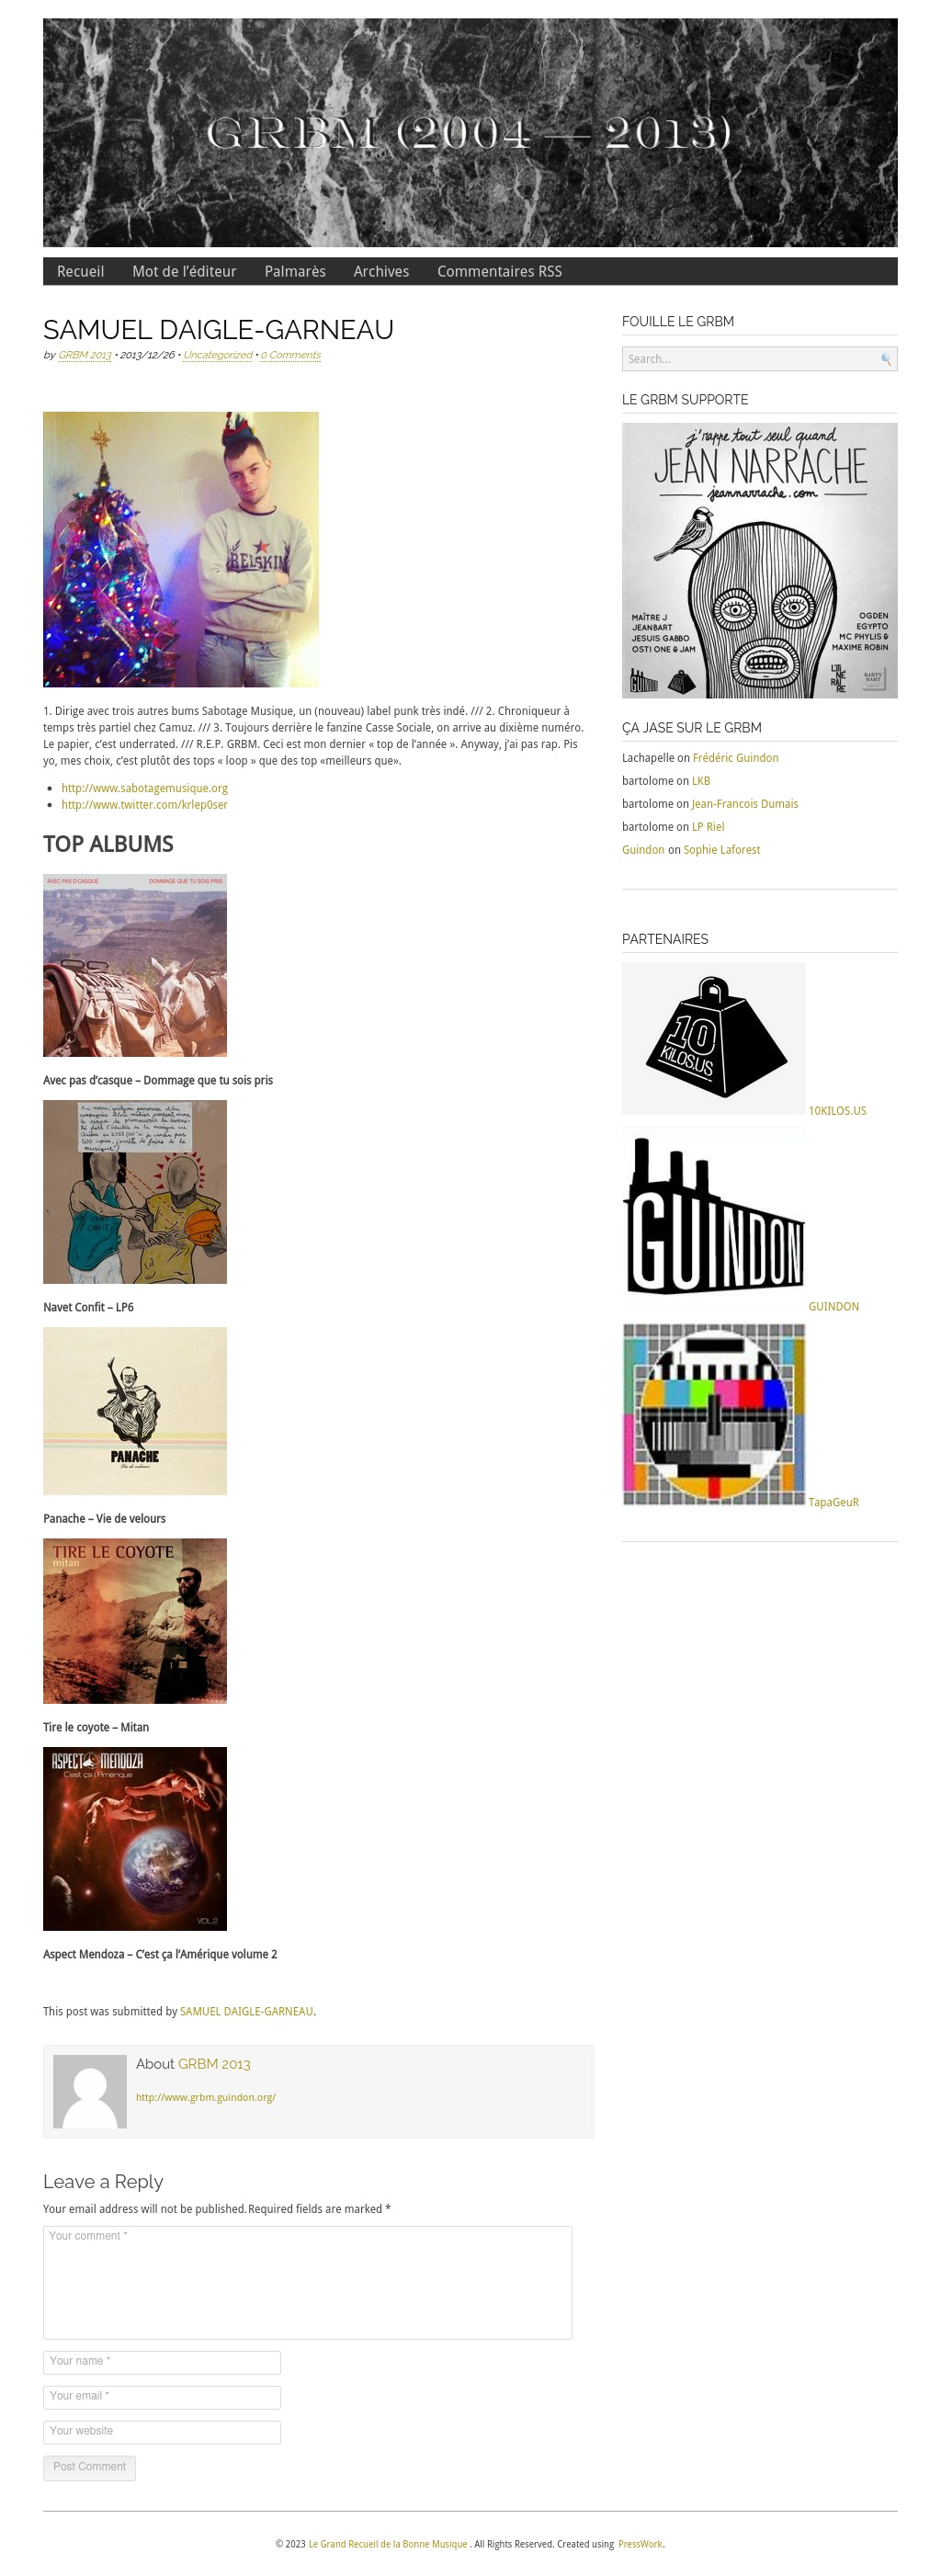 GRBM (2004 — 2013)
Recueil Mot de l’éditeur Palmarès Archives Commentaires RSS
SAMUEL DAIGLE-GARNEAU
by GRBM 2013 • 2013/12/26 • Uncategorized • 0 Comments
BELSKIN
1. Dirige avec trois autres bums Sabotage Musique, un (nouveau) label punk très indé. /// 2. Chroniqueur à
temps très partiel chez Camuz. /// 3. Toujours derrière le fanzine Casse Sociale, on arrive au dixième numéro.
Le papier, c’est underrated. /// R.E.P. GRBM. Ceci est mon dernier « top de l’année ». Anyway, j’ai pas rap. Pis
yo, mes choix, c’est plutôt des tops « loop » que des top «meilleurs que».
http://www.sabotagemusique.org
http://www.twitter.com/krlep0ser
TOP ALBUMS
AVEC PAS D'CASQUE DOMMAGE QUE TU SOIS PRIS
Avec pas d’casque – Dommage que tu sois pris
Navet Confit – LP6
PANACHE
Vie de velours
Panache – Vie de velours
TIRE LE COYOTE
mitan
Tire le coyote – Mitan
ASPECT MENDOZA
C'est ça l'Amérique
VOL.2
Aspect Mendoza – C’est ça l’Amérique volume 2
This post was submitted by SAMUEL DAIGLE-GARNEAU.
About GRBM 2013
http://www.grbm.guindon.org/
Leave a Reply
Your email address will not be published. Required fields are marked *
Your comment *
Your name *
Your email *
Your website
Post Comment
FOUILLE LE GRBM
Search...
LE GRBM SUPPORTE
j'rappe tout seul quand
JEAN NARRACHE
jeannarrache.com
MAÎTRE J
JEANBART
JESUIS GABBO
OSTI ONE & JAM
OGDEN
EGYPTO
MC PHYLIS &
MAXIME ROBIN
GUINDON
ÇA JASE SUR LE GRBM
Lachapelle on Frédéric Guindon
bartolome on LKB
bartolome on Jean-Francois Dumais
bartolome on LP Riel
Guindon on Sophie Laforest
PARTENAIRES
10
KILOS.US
10KILOS.US
GUINDON
GUINDON
TapaGeuR
© 2023 Le Grand Recueil de la Bonne Musique . All Rights Reserved. Created using PressWork.